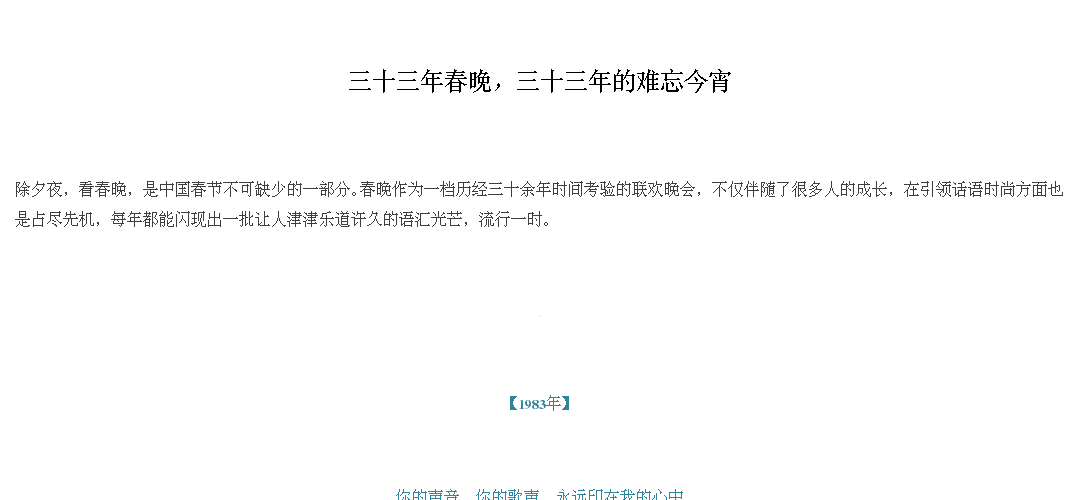 三十三年春晚，三十三年的难忘今宵
除夕夜，看春晚，是中国春节不可缺少的一部分。春晚作为一档历经三十余年时间考验的联欢晚会，不仅伴随了很多人的成长，在引领话语时尚方面也
是占尽先机，每年都能闪现出一批让人津津乐道许久的语汇光芒，流行一时。
【1983年】
你的声音，你的歌声，永远印在我的心中